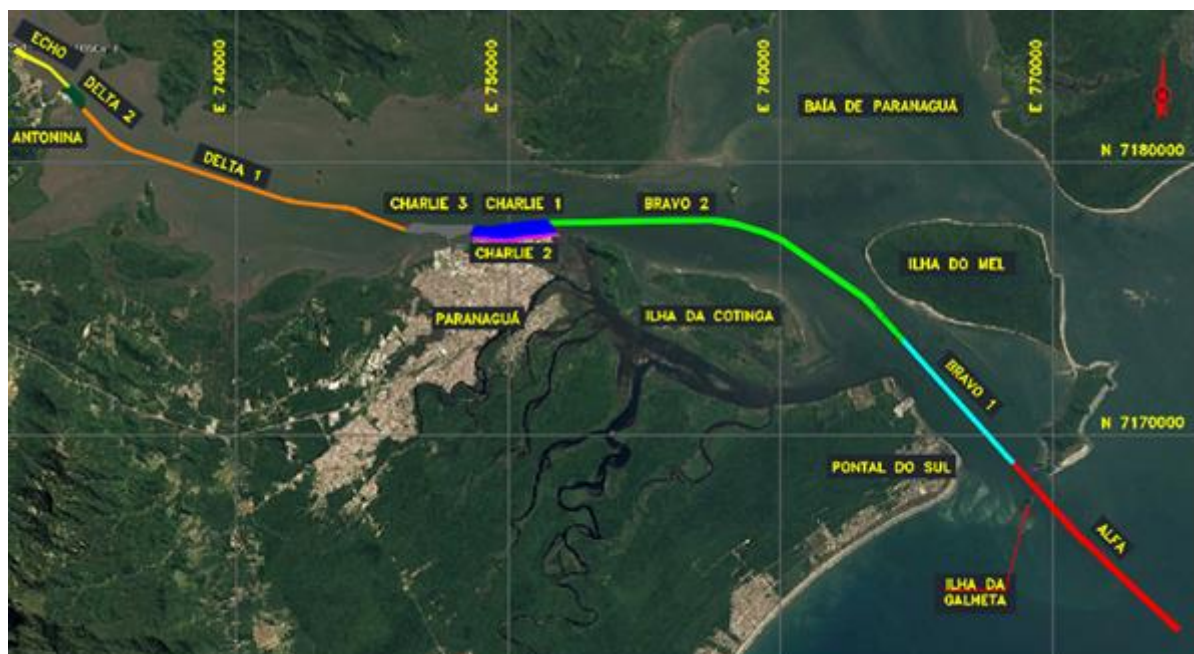 ECHO
DELTA 2
ANTONINA
DELTA 1
E 740000
E 750000
E 760000
E 770000
BAÍA DE PARANAGUÁ
N 7180000
CHARLIE 3
CHARLIE 1
BRAVO 2
CHARLIE 2
ILHA DO MEL
PARANAGUÁ
ILHA DA COTINGA
BRAVO 1
N 7170000
PONTAL DO SUL
ALFA
ILHA DA
GALHETA